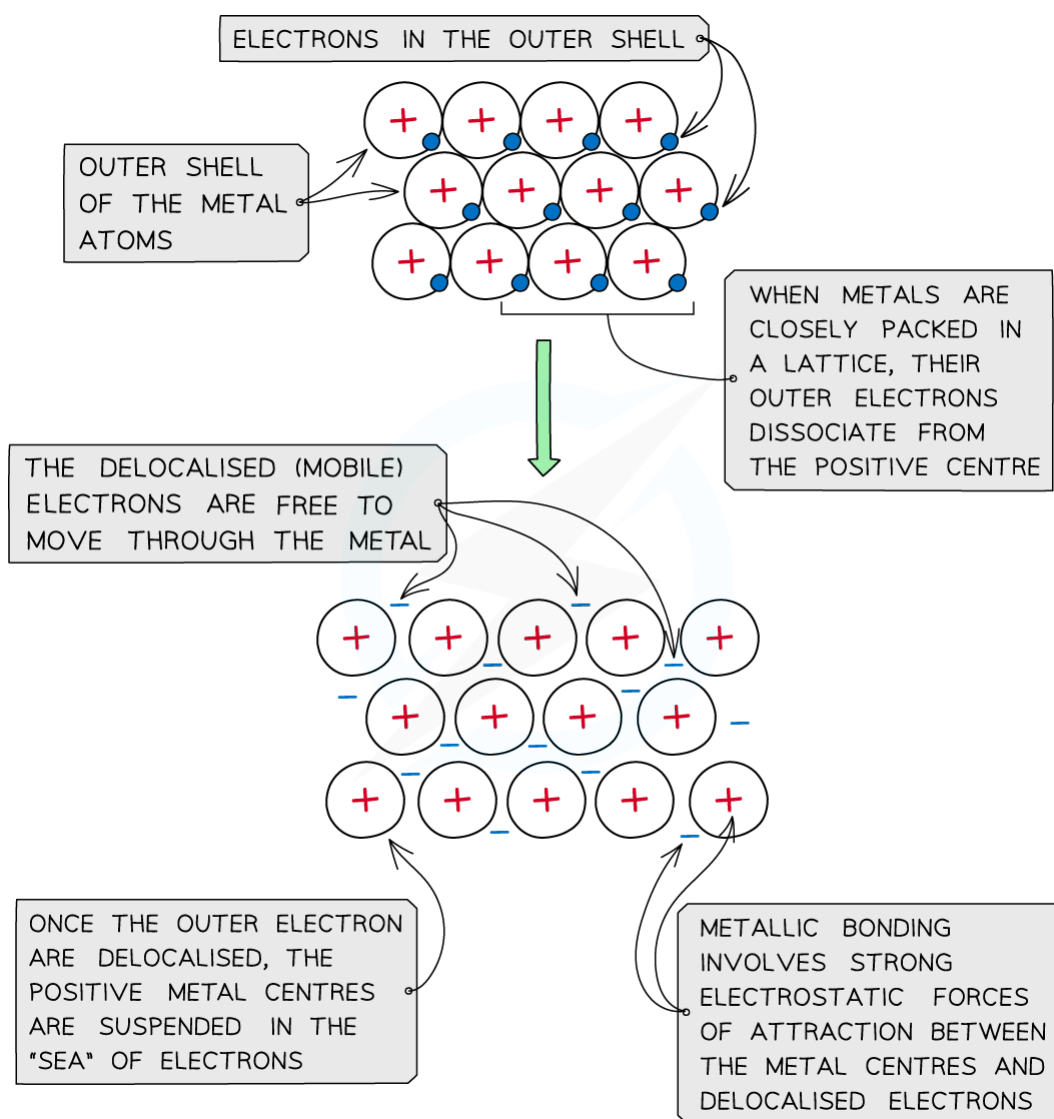 ELECTRONS IN THE OUTER SHELL
OUTER SHELL
OF THE METAL
ATOMS
WHEN METALS ARE
CLOSELY PACKED IN
A LATTICE, THEIR
OUTER ELECTRONS
DISSOCIATE FROM
THE POSITIVE CENTRE
THE DELOCALISED (MOBILE)
ELECTRONS ARE FREE TO
MOVE THROUGH THE METAL
ONCE THE OUTER ELECTRON
ARE DELOCALISED, THE
POSITIVE METAL CENTRES
ARE SUSPENDED IN THE
"SEA" OF ELECTRONS
METALLIC BONDING
INVOLVES STRONG
ELECTROSTATIC FORCES
OF ATTRACTION BETWEEN
THE METAL CENTRES AND
DELOCALISED ELECTRONS